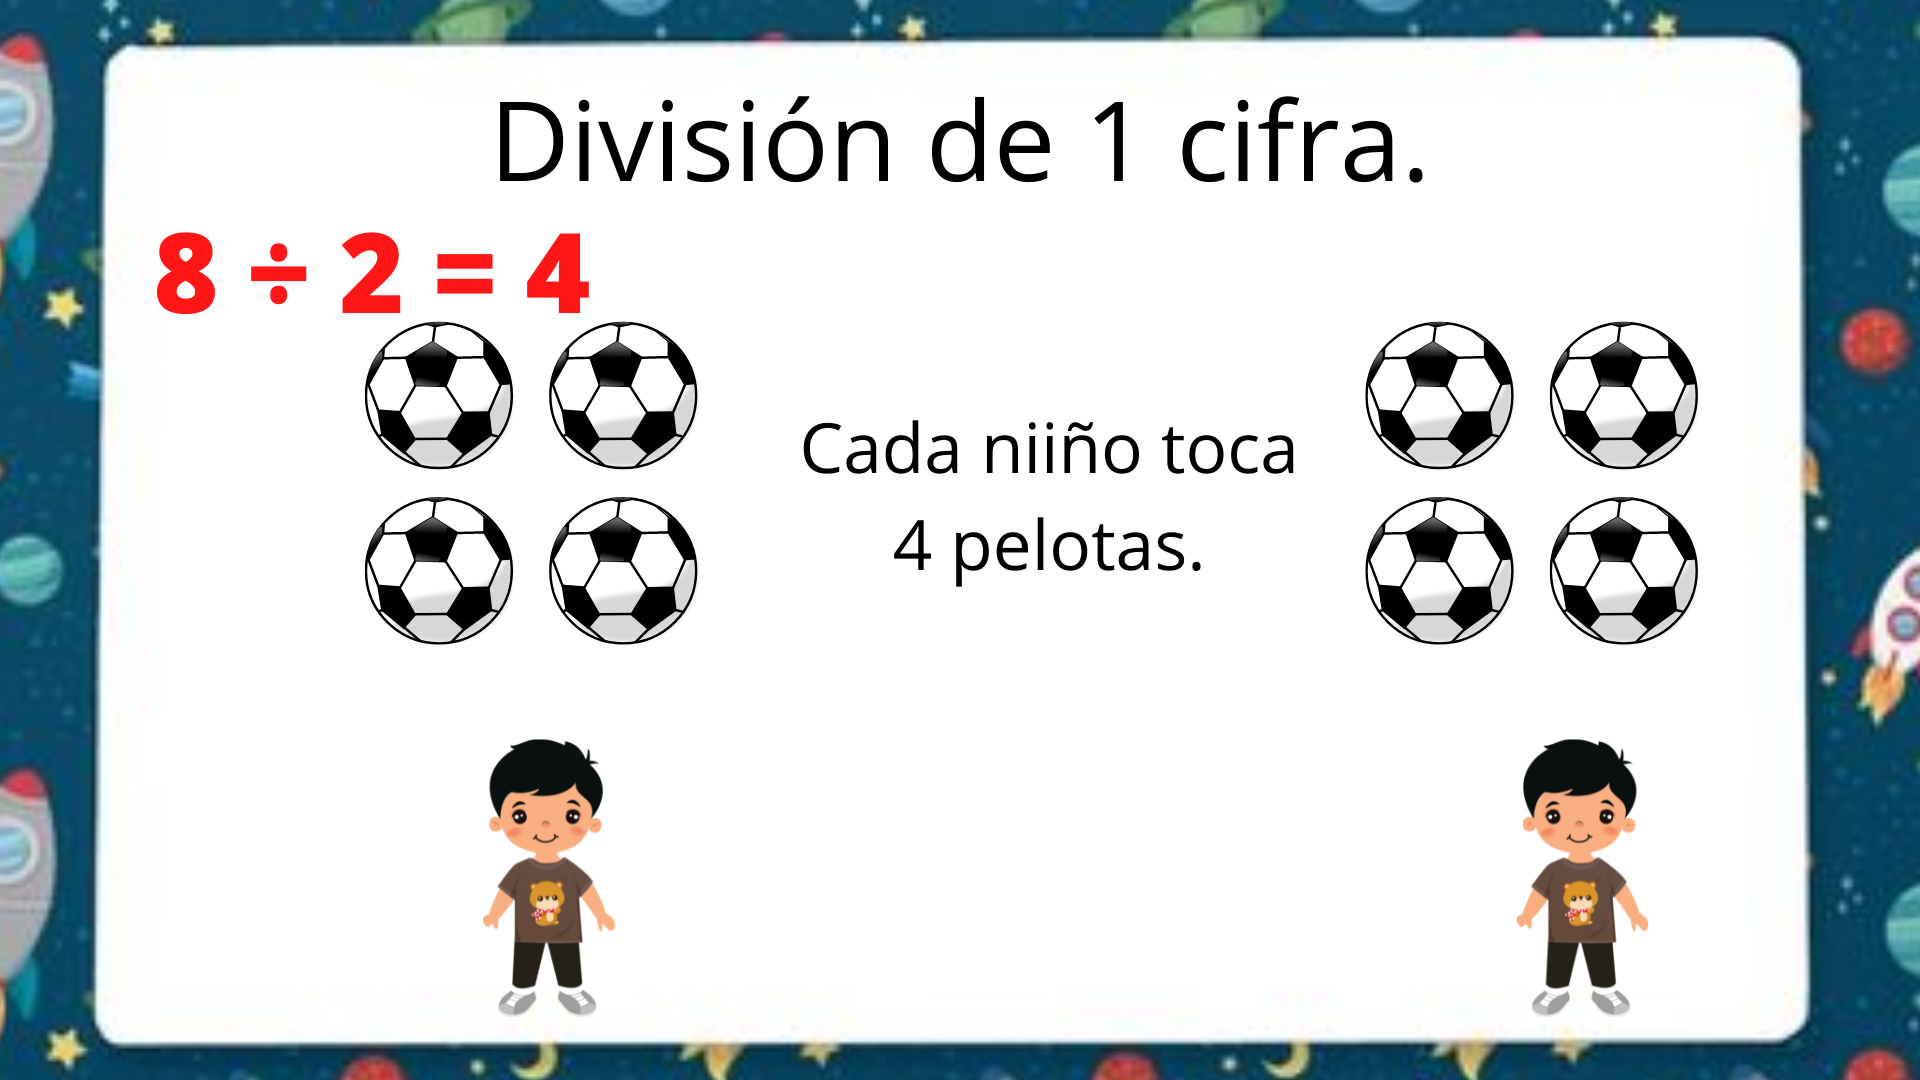 División de 1 cifra.
8 ÷ 2 = 4
Cada niiño toca
4 pelotas.